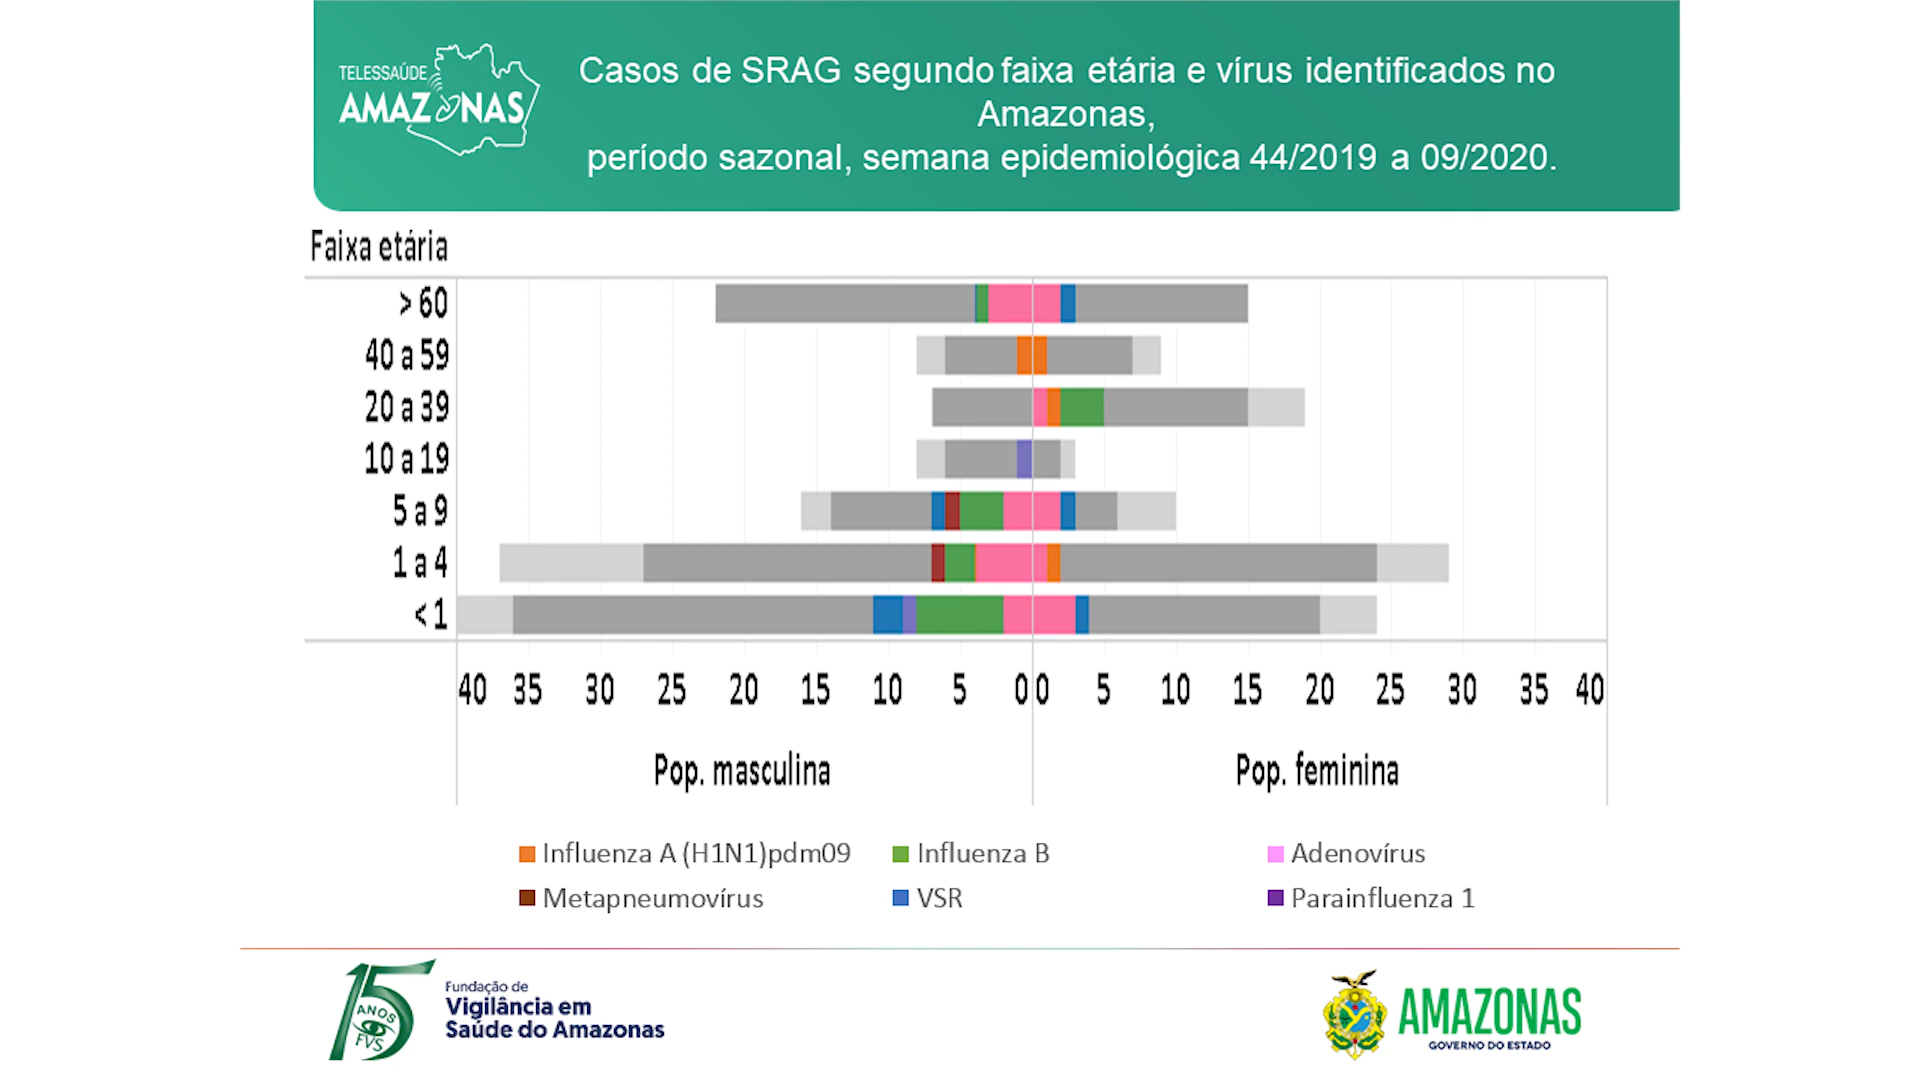 TELESSAÚDE
AMAZONAS
Casos de SRAG segundo faixa etária e vírus identificados no
Amazonas,
período sazonal, semana epidemiológica 44/2019 a 09/2020.
Faixa etária
> 60
40 a 59
20 a 39
10 a 19
5 a 9
1 a 4
< 1
40 35 30 25 20 15 10 5 0 0 5 10 15 20 25 30 35 40
Pop. masculina Pop. feminina
Influenza A (H1N1)pdm09 Influenza B Adenovírus
Metapneumovírus VSR Parainfluenza 1
15
ANOS
FVS
Fundação de
Vigilância em
Saúde do Amazonas
AMAZONAS
GOVERNO DO ESTADO